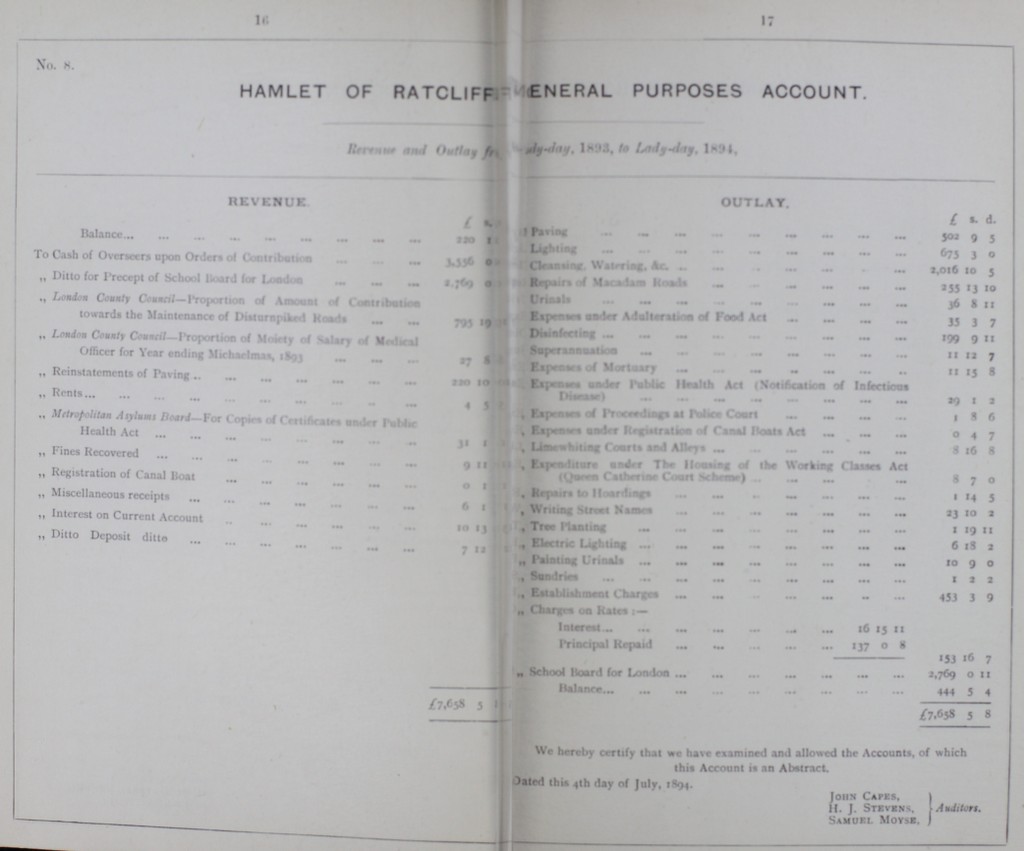 16
No. 8.
HAMLET OF RATCLIFF
Revenue and Outlay
REVENUE.
£ s.
Balance... ... ... ... ... ... ... ... ... 220
To Cash of Overseers upon Orders of Contribution ... ... ... 3,356 0
„ Ditto for Precept of School Board for London ... ... ... 2,769 0
„ London County Council—Proportion of Amount of Contribution
towards the Maintenance of Disturnpiked Roads ... ... 795 19
„ London County Council—Proportion of Moiety of Salary of Medical
Officer for Year ending Michaelmas, 1893 ... ... ... 27 8
„ Reinstatements of Paving .. ... ... ... ... ... ... 220 10
„ Rents... ... ... ... ... ... ... ... ... 4 5
„ Metropolitan Asylums Board—For Copies of Certificates under Public
Health Act ... ... ... ... ... ... ... ... 31 1
„ Fines Recovered ... ... ... ... ... ... ... ... 9 11
„ Registration of Canal Boat ... ... ... ... ... ... 0 1
„ Miscellaneous receipts ... ... ... ... ... ... ... 6 1
„ Interest on Current Account .. ... ... ... ... ... 10 13
„ Ditto Deposit ditto ... ... ... ... ... ... ... 7 12
£7,658 5
17
ENERAL PURPOSES ACCOUNT.
dy-day, 1893, to Lady-day, 1894,
OUTLAY.
£ s. d.
Paving ... ... ... ... ... ... ... ... 502 9 5
Lighting ... ... ... ... ... ... ... ... 675 3 0
Cleansing, Watering, &c. .. ... ... ... ... ... ... 2,016 10 5
Repairs of Macadam Roads ... ... ... ... ... ... 255 13 10
Urinals ... ... ... ... ... ... ... ... 36 8 11
Expenses under Adulteration of Food Act ... ... ... ... 35 3 7
Disinfecting ... ... ... ... ... ... ... ... 199 9 11
Superannuation ... ... ... ... ... ... ... ... 11 12 7
Expenses of Mortuary ... ... ... ... ... ... .. 11 15 8
Expenses under Public Health Act (Notification of Infectious
Disease) ... ... ... ... ... ... ... ... 29 1 2
„ Expenses of Proceedings at Police Court ... ... ... ... 1 8 6
„ Expenses under Registration of Canal Boats Act ... ... ... 0 4 7
„ Limewhiting Courts and Alleys ... ... ... ... ... ... 8 16 8
„ Expenditure under The Housing of the Working Classes Act
(Queen Catherine Court Scheme) .. ... ... ... ... 8 7 0
„ Repairs to Hoardings ... ... ... ... ... ... ... 1 14 5
„ Writing Street Names ... ... ... ... ... ... ... 23 10 2
„ Tree Planting ... ... ... ... ... ... ... ... 1 19 11
„ Electric Lighting ... ... ... ... ... ... ... ... 6 18 2
„ Painting Urinals ... ... ... ... ... ... ... ... 10 9 0
„ Sundries ... ... ... ... ... ... ... ... ... 1 2 2
„ Establishment Charges ... ... ... ... ... .. ... 453 3 9
„ Charges on Rates :—
Interest... ... ... ... ... ... ... 16 15 11
Principal Repaid ... ... ... ... ... 137 0 8
153 16 7
„ School Board for London ... ... ... ... ... ... ... 2,769 0 11
Balance... ... ... ... ... ... ... ... ... 444 5 4
£7,658 5 8
We hereby certify that we have examined and allowed the Accounts, of which
this Account is an Abstract.
Dated this 4th day of July, 1894.
JOHN CAPES,
H. J. STEVENS, } Auditors.
SAMUEL MOYSE,